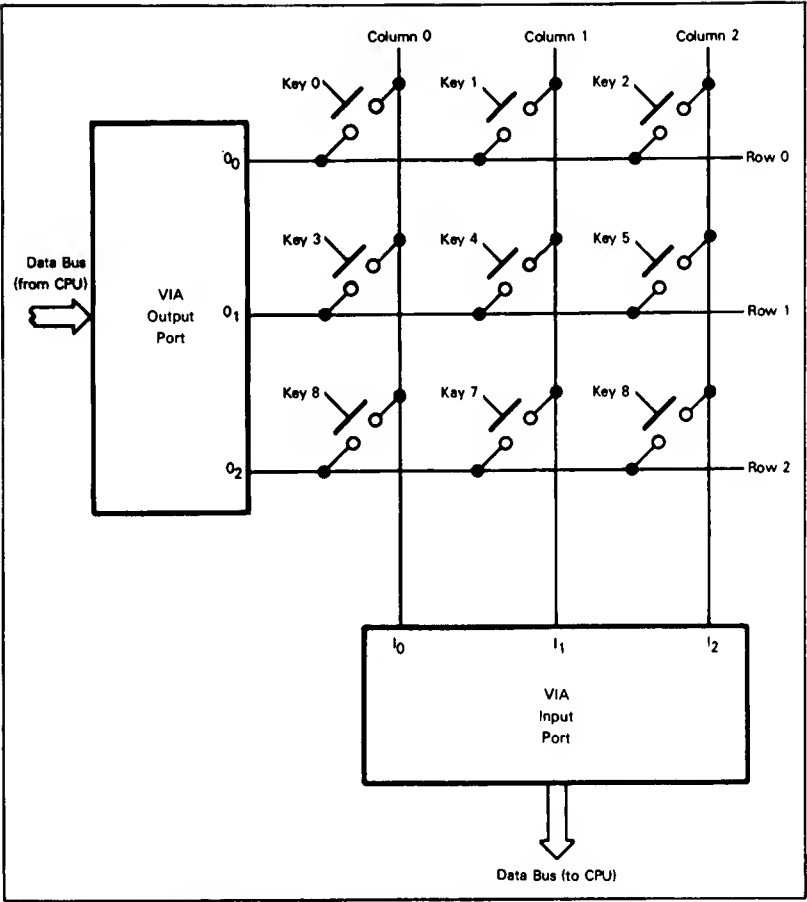 Column 0 Column 1 Column 2
Key 0 Key 1 Key 2
O0 Row 0
Key 3 Key 4 Key 5
Data Bus
(from CPU)
VIA
Output
Port
O1 Row 1
Key 8 Kay 7 Key 8
O2 Row 2
I0 I1 I2
VIA
Input
Port
Data Bus (to CPU)